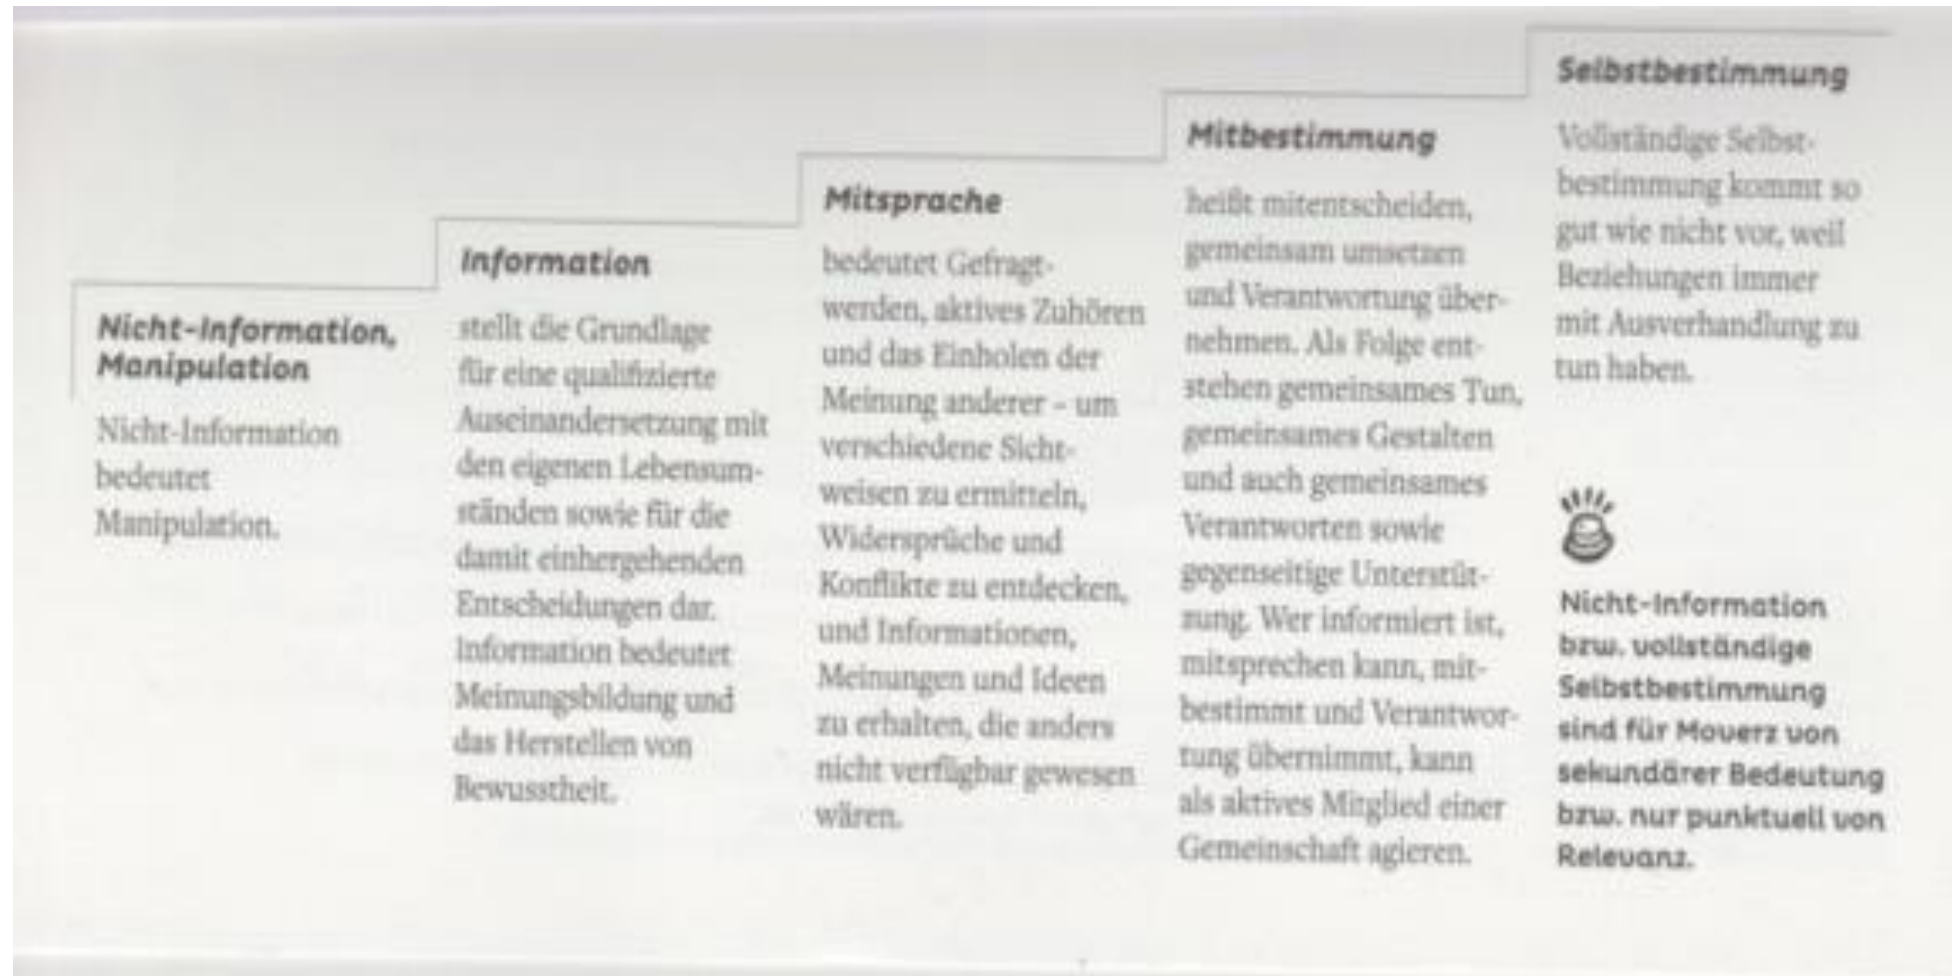 Nicht-Information,
Manipulation
Nicht-Information
bedeutet
Manipulation.
Information
stellt die Grundlage
für eine qualifizierte
Auseinandersetzung mit
den eigenen Lebensum-
ständen sowie für die
damit einhergehenden
Entscheidungen dar.
Information bedeutet
Meinungsbildung und
das Herstellen von
Bewusstheit.
Mitsprache
bedeutet Gefragt-
werden, aktives Zuhören
und das Einholen der
Meinung anderer – um
verschiedene Sicht-
weisen zu ermitteln,
Widersprüche und
Konflikte zu entdecken,
und Informationen,
Meinungen und Ideen
zu erhalten, die anders
nicht verfügbar gewesen
wären.
Mitbestimmung
heißt mitentscheiden,
gemeinsam umsetzen
und Verantwortung über-
nehmen. Als Folge ent-
stehen gemeinsames Tun,
gemeinsames Gestalten
und auch gemeinsames
Verantworten sowie
gegenseitige Unterstüt-
zung. Wer informiert ist,
mitsprechen kann, mit-
bestimmt und Verantwor-
tung übernimmt, kann
als aktives Mitglied einer
Gemeinschaft agieren.
Selbstbestimmung
Vollständige Selbst-
bestimmung kommt so
gut wie nicht vor, weil
Beziehungen immer
mit Ausverhandlung zu
tun haben.
Nicht-Information
bzw. vollständige
Selbstbestimmung
sind für Moverz von
sekundärer Bedeutung
bzw. nur punktuell von
Relevanz.